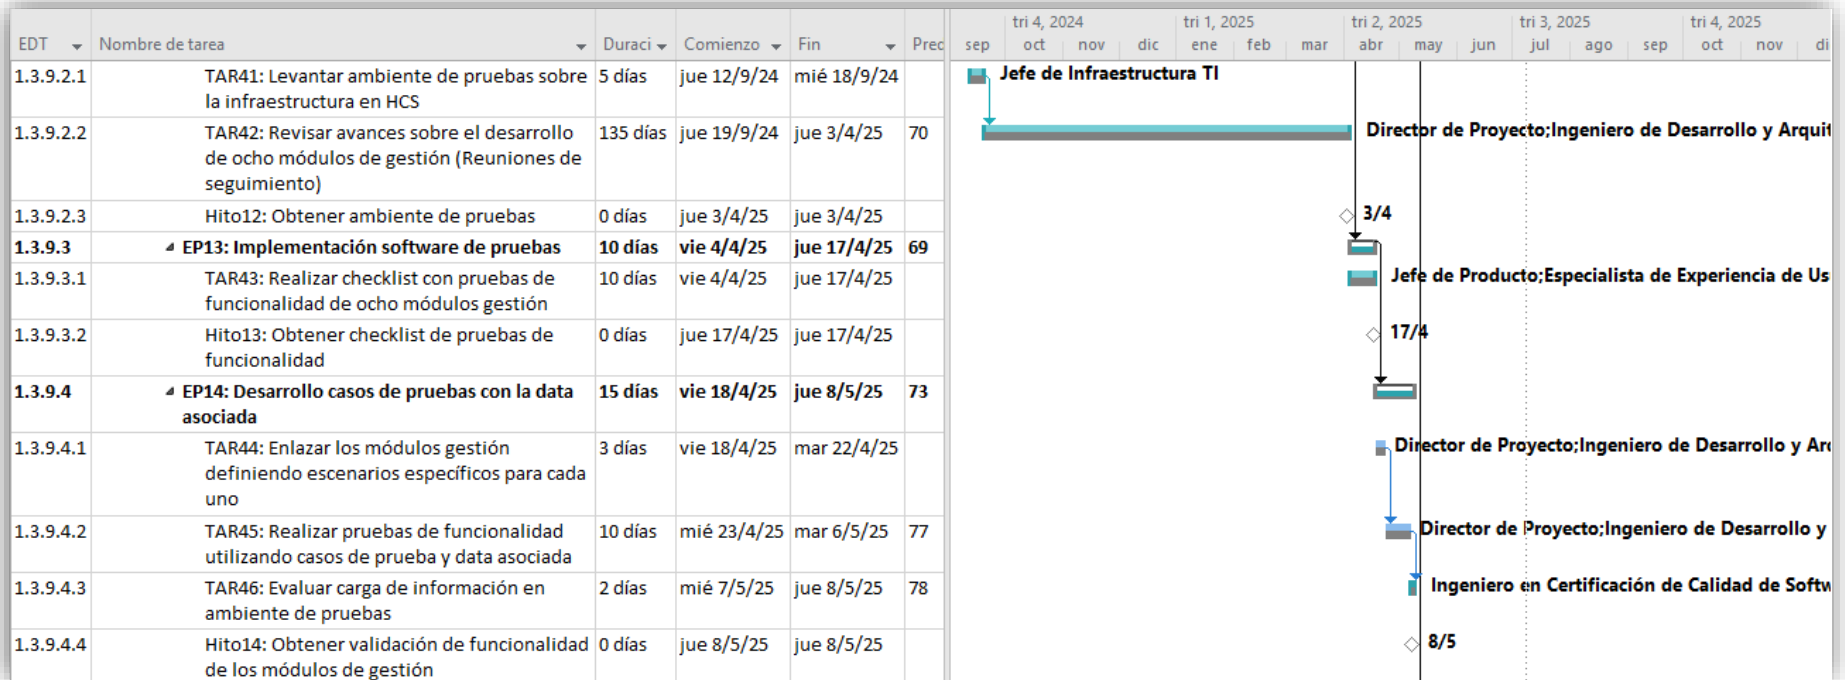 tri 4, 2024 tri 1, 2025 tri 2, 2025 tri 3, 2025 tri 4, 2025
EDT Nombre de tarea Duraci Comienzo Fin Pred sep oct nov dic ene feb mar abr may jun jul ago sep oct nov di
1.3.9.2.1 TAR41: Levantar ambiente de pruebas sobre 5 días jue 12/9/24 mié 18/9/24 Jefe de Infraestructura TI
la infraestructura en HCS
1.3.9.2.2 TAR42: Revisar avances sobre el desarrollo 135 días jue 19/9/24 jue 3/4/25 70 Director de Proyecto;Ingeniero de Desarrollo y Arquit
de ocho módulos de gestión (Reuniones de
seguimiento)
1.3.9.2.3 Hito12: Obtener ambiente de pruebas 0 días jue 3/4/25 jue 3/4/25 3/4
1.3.9.3 EP13: Implementación software de pruebas 10 días vie 4/4/25 jue 17/4/25 69
1.3.9.3.1 TAR43: Realizar checklist con pruebas de 10 días vie 4/4/25 jue 17/4/25 Jefe de Producto;Especialista de Experiencia de Us
funcionalidad de ocho módulos gestión
1.3.9.3.2 Hito13: Obtener checklist de pruebas de 0 días jue 17/4/25 jue 17/4/25 17/4
funcionalidad
1.3.9.4 EP14: Desarrollo casos de pruebas con la data 15 días vie 18/4/25 jue 8/5/25 73
asociada
1.3.9.4.1 TAR44: Enlazar los módulos gestión 3 días vie 18/4/25 mar 22/4/25 Director de Proyecto;Ingeniero de Desarrollo y Arq
definiendo escenarios específicos para cada
uno
1.3.9.4.2 TAR45: Realizar pruebas de funcionalidad 10 días mié 23/4/25 mar 6/5/25 77 Director de Proyecto;Ingeniero de Desarrollo y
utilizando casos de prueba y data asociada
1.3.9.4.3 TAR46: Evaluar carga de información en 2 días mié 7/5/25 jue 8/5/25 78 Ingeniero en Certificación de Calidad de Softw
ambiente de pruebas
1.3.9.4.4 Hito14: Obtener validación de funcionalidad 0 días jue 8/5/25 jue 8/5/25 8/5
de los módulos de gestión